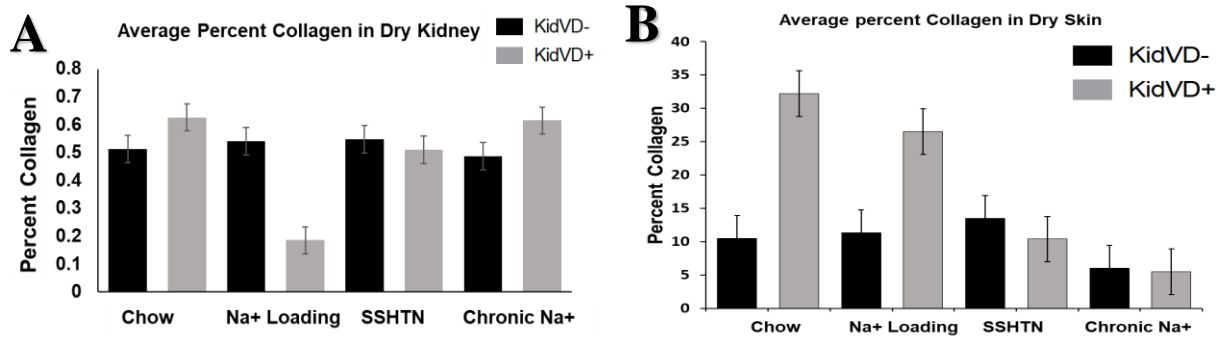 A
Average Percent Collagen in Dry Kidney
KidVD-
KidVD+
Percent Collagen
0.8
0.7
0.6
0.5
0.4
0.3
0.2
0.1
0
Chow
Na+ Loading
SSHTN
Chronic Na+
B
Average percent Collagen in Dry Skin
KidVD-
KidVD+
Percent Collagen
40
35
30
25
20
15
10
5
0
Chow
Na+ Loading
SSHTN
Chronic Na+